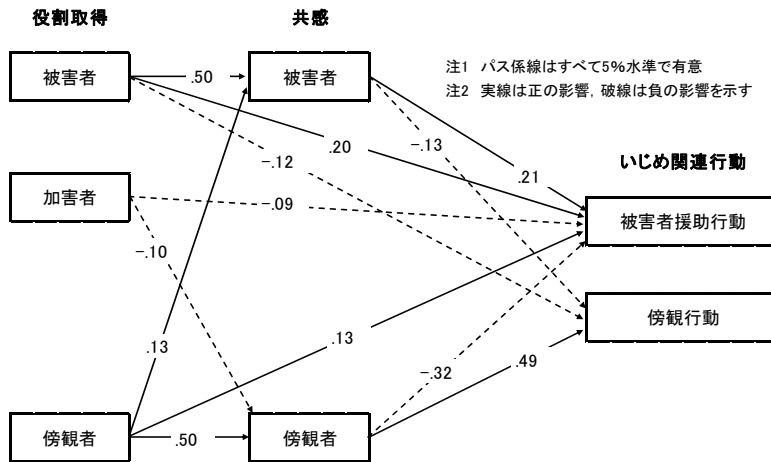 役割取得
共感
被害者
.50
被害者
注1 パス係線はすべて5%水準で有意
注2 実線は正の影響, 破線は負の影響を示す
−.13
.20
−.12
.21
いじめ関連行動
加害者
−.09
被害者援助行動
−.10
傍観行動
.13
.13
−.32
.49
傍観者
.50
傍観者